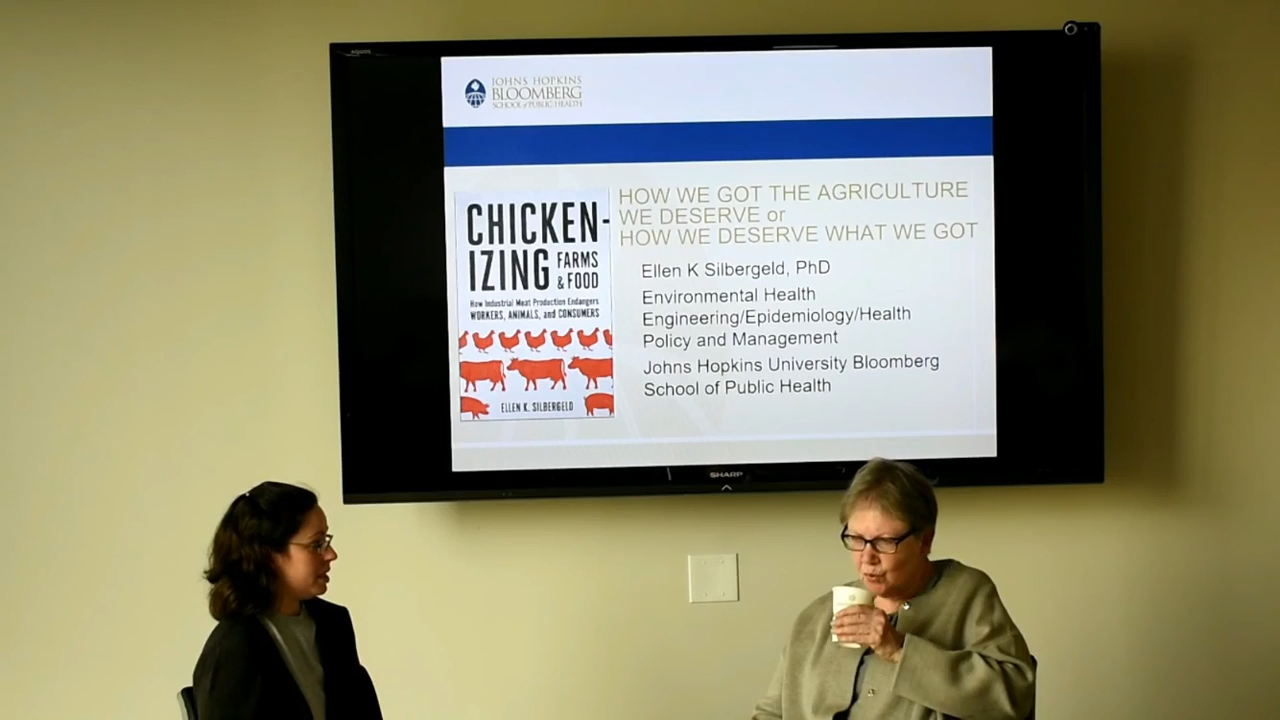 AQUOS
JOHNS HOPKINS
BLOOMBERG
SCHOOL of PUBLIC HEALTH
CHICKEN-
IZING FARMS
& FOOD
How Industrial Meat Production Endangers
WORKERS, ANIMALS, and CONSUMERS
ELLEN K. SILBERGELD
HOW WE GOT THE AGRICULTURE
WE DESERVE or
HOW WE DESERVE WHAT WE GOT
Ellen K Silbergeld, PhD
Environmental Health
Engineering/Epidemiology/Health
Policy and Management
Johns Hopkins University Bloomberg
School of Public Health
SHARP